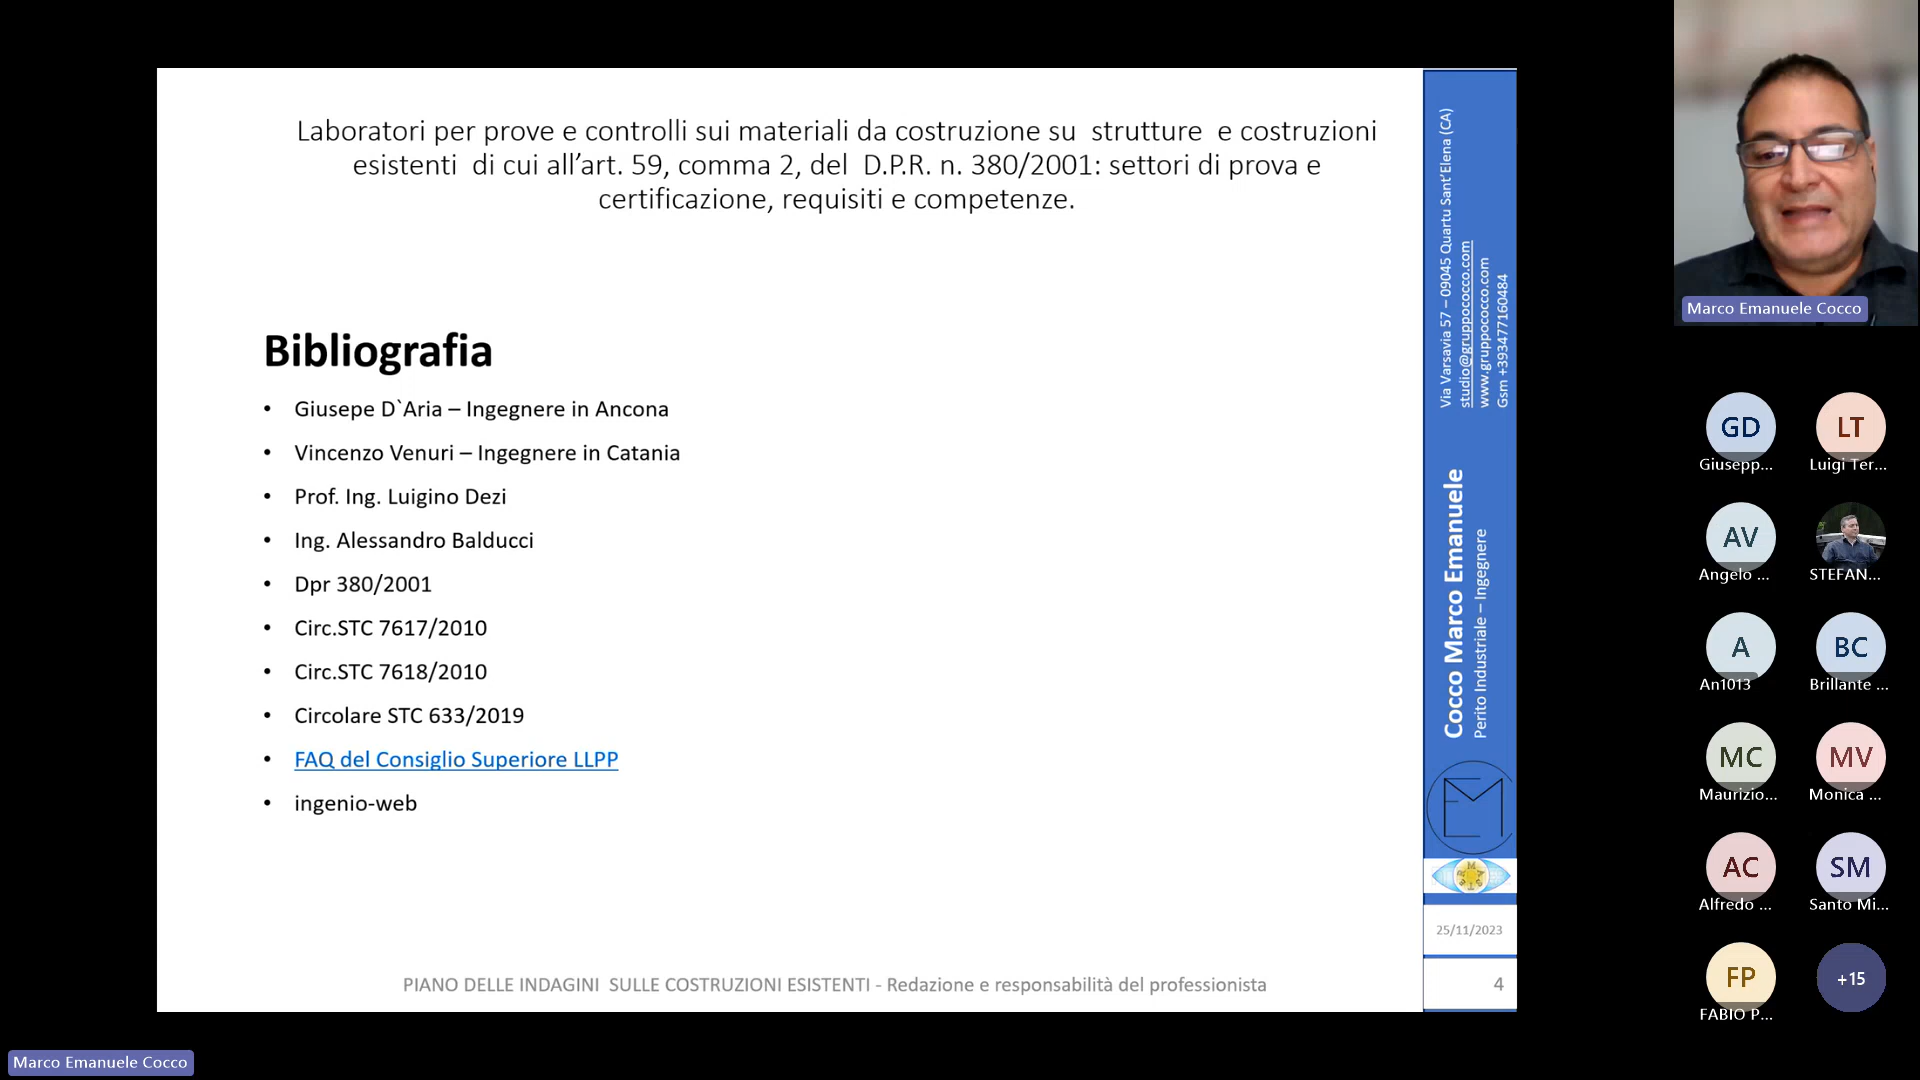 Laboratori per prove e controlli sui materiali da costruzione su strutture e costruzioni
esistenti di cui all’art. 59, comma 2, del D.P.R. n. 380/2001: settori di prova e
certificazione, requisiti e competenze.
Bibliografia
• Giusepe D`Aria – Ingegnere in Ancona
• Vincenzo Venuri – Ingegnere in Catania
• Prof. Ing. Luigino Dezi
• Ing. Alessandro Balducci
• Dpr 380/2001
• Circ.STC 7617/2010
• Circ.STC 7618/2010
• Circolare STC 633/2019
• FAQ del Consiglio Superiore LLPP
• ingenio-web
PIANO DELLE INDAGINI SULLE COSTRUZIONI ESISTENTI - Redazione e responsabilità del professionista
Via Varsavia 57 – 09045 Quartu Sant’Elena (CA)
studio@gruppococco.com
www.gruppococco.com
Gsm +393477160484
Cocco Marco Emanuele
Perito Industriale – Ingegnere
EM
25/11/2023
4
Marco Emanuele Cocco
GD
Giusepp...
LT
Luigi Ter...
AV
Angelo ...
STEFAN...
A
An1013
BC
Brillante ...
MC
Maurizio...
MV
Monica ...
AC
Alfredo ...
SM
Santo Mi...
FP
FABIO P...
+15
Marco Emanuele Cocco